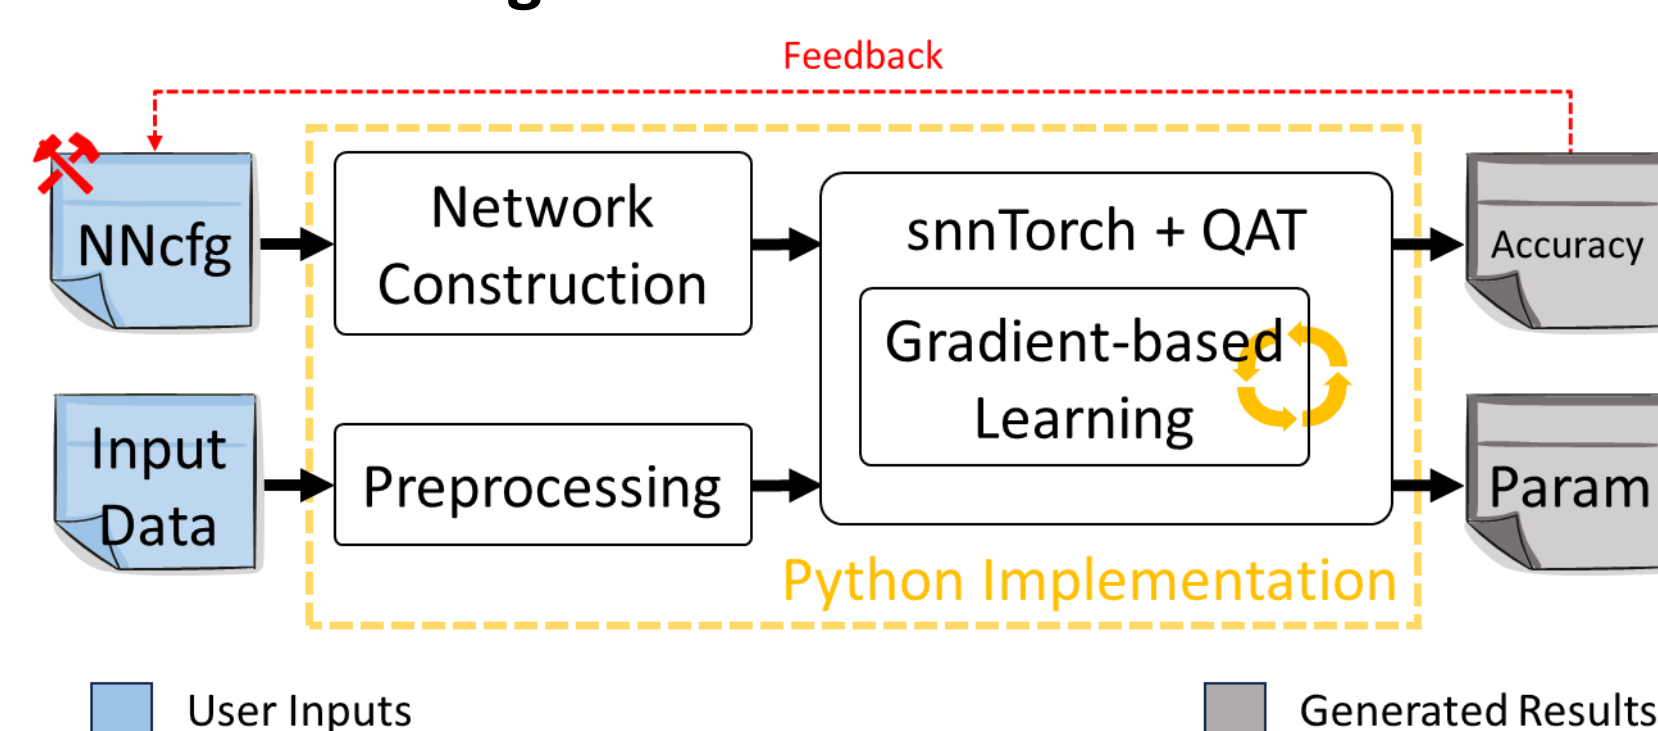 Feedback
NNcfg
Network
Construction
snnTorch + QAT
Gradient-based
Learning
Accuracy
Input
Data
Preprocessing
Param
Python Implementation
User Inputs
Generated Results